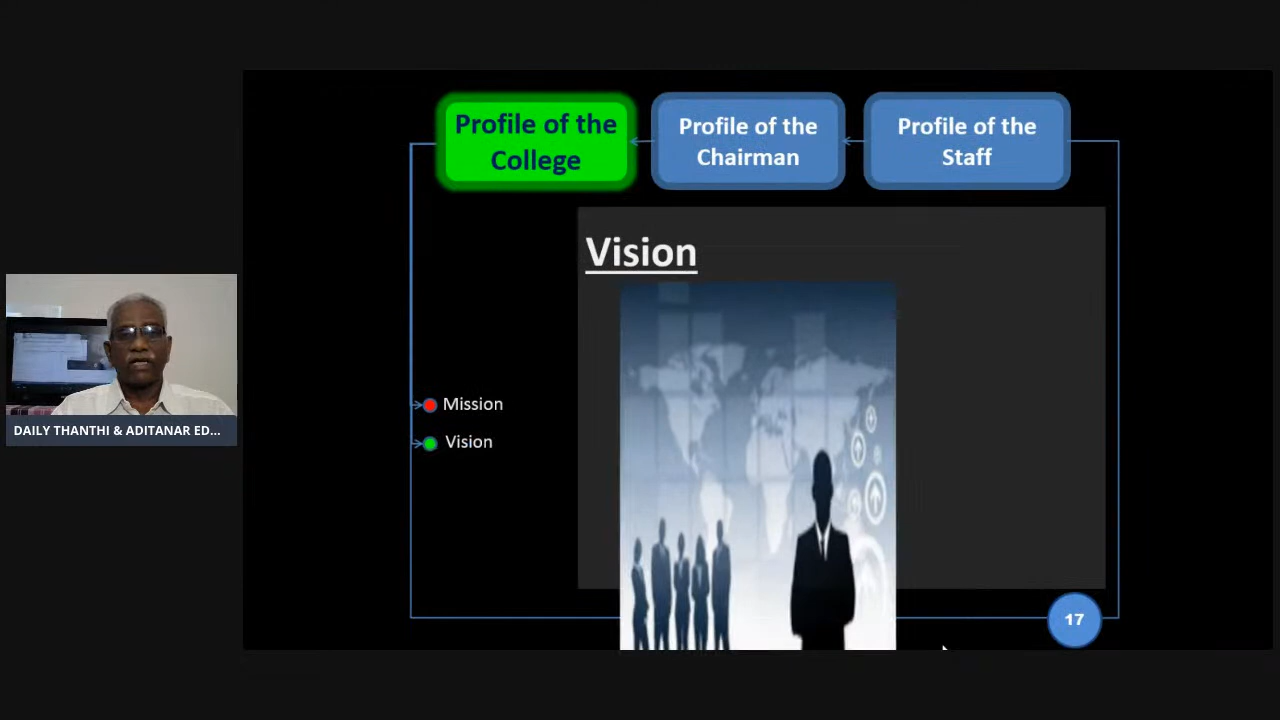 Profile of the
College
Profile of the
Chairman
Profile of the
Staff
Vision
Mission
Vision
DAILY THANTHI & ADITANAR ED...
17